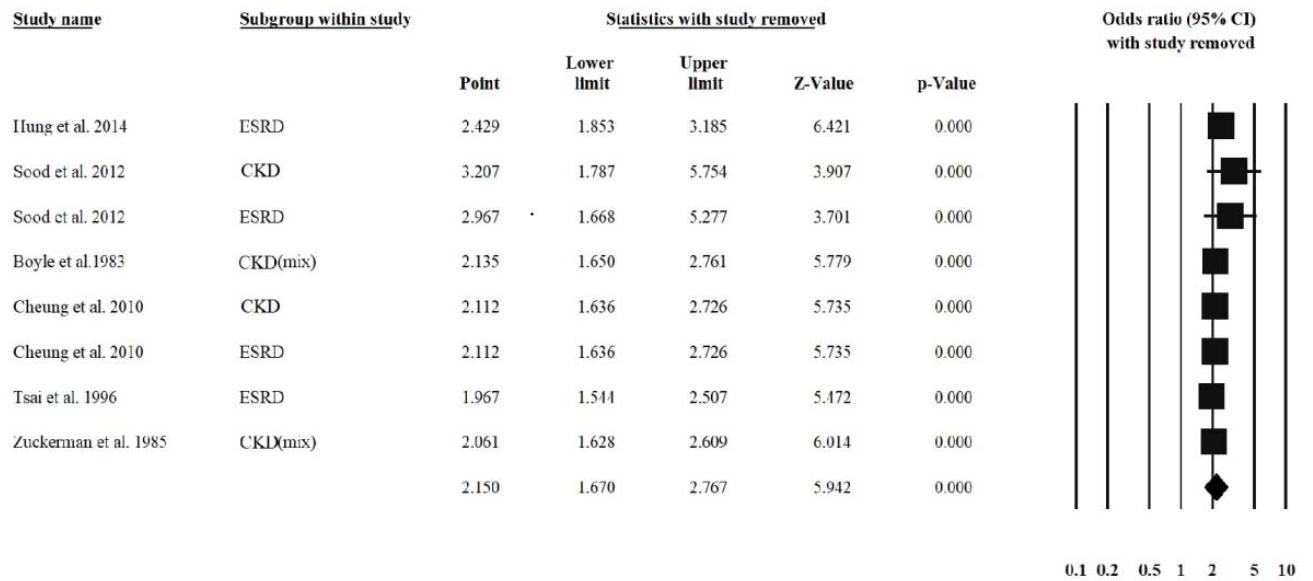 Study name Subgroup within study Statistics with study removed Odds ratio (95% CI)
with study removed
Lower Upper
Point limit limit Z-Value p-Value
Hung et al. 2014 ESRD 2.429 1.853 3.185 6.421 0.000
Sood et al. 2012 CKD 3.207 1.787 5.754 3.907 0.000
Sood et al. 2012 ESRD 2.967 1.668 5.277 3.701 0.000
Boyle et al.1983 CKD(mix) 2.135 1.650 2.761 5.779 0.000
Cheung et al. 2010 CKD 2.112 1.636 2.726 5.735 0.000
Cheung et al. 2010 ESRD 2.112 1.636 2.726 5.735 0.000
Tsai et al. 1996 ESRD 1.967 1.544 2.507 5.472 0.000
Zuckerman et al. 1985 CKD(mix) 2.061 1.628 2.609 6.014 0.000
2.150 1.670 2.767 5.942 0.000
0.1 0.2 0.5 1 2 5 10